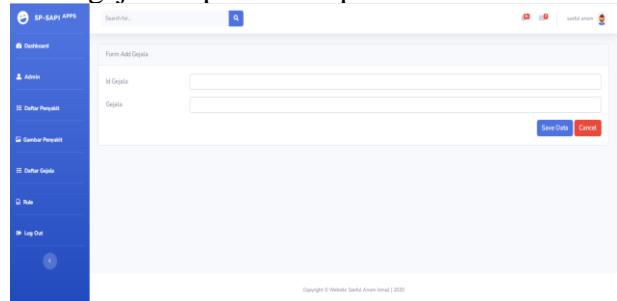 SP-SAPI APPS
Search for...
saeful anam
Dashboard
Form Add Gejala
Admin
Id Gejala
Gejala
Daftar Penyakit
Save Data Cancel
Gambar Penyakit
Daftar Gejala
Rule
Log Out
Copyright © Website Saeful Anam Ismail | 2020